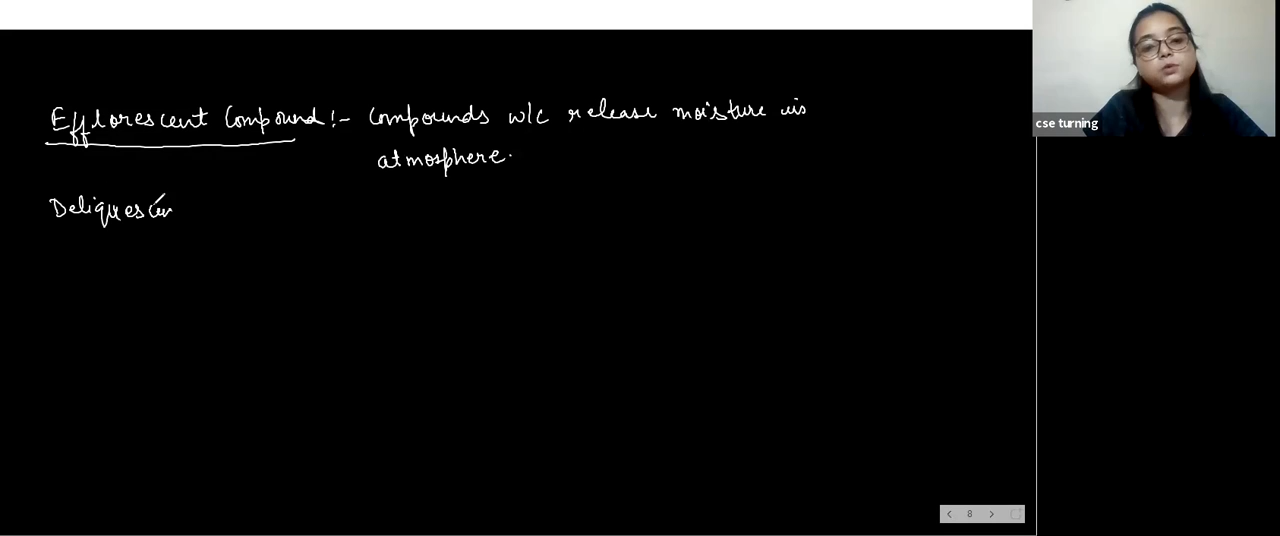 Efflorescent Compound :- Compounds w/c release moisture in
atmosphere.
Deliquescen
cse turning
8